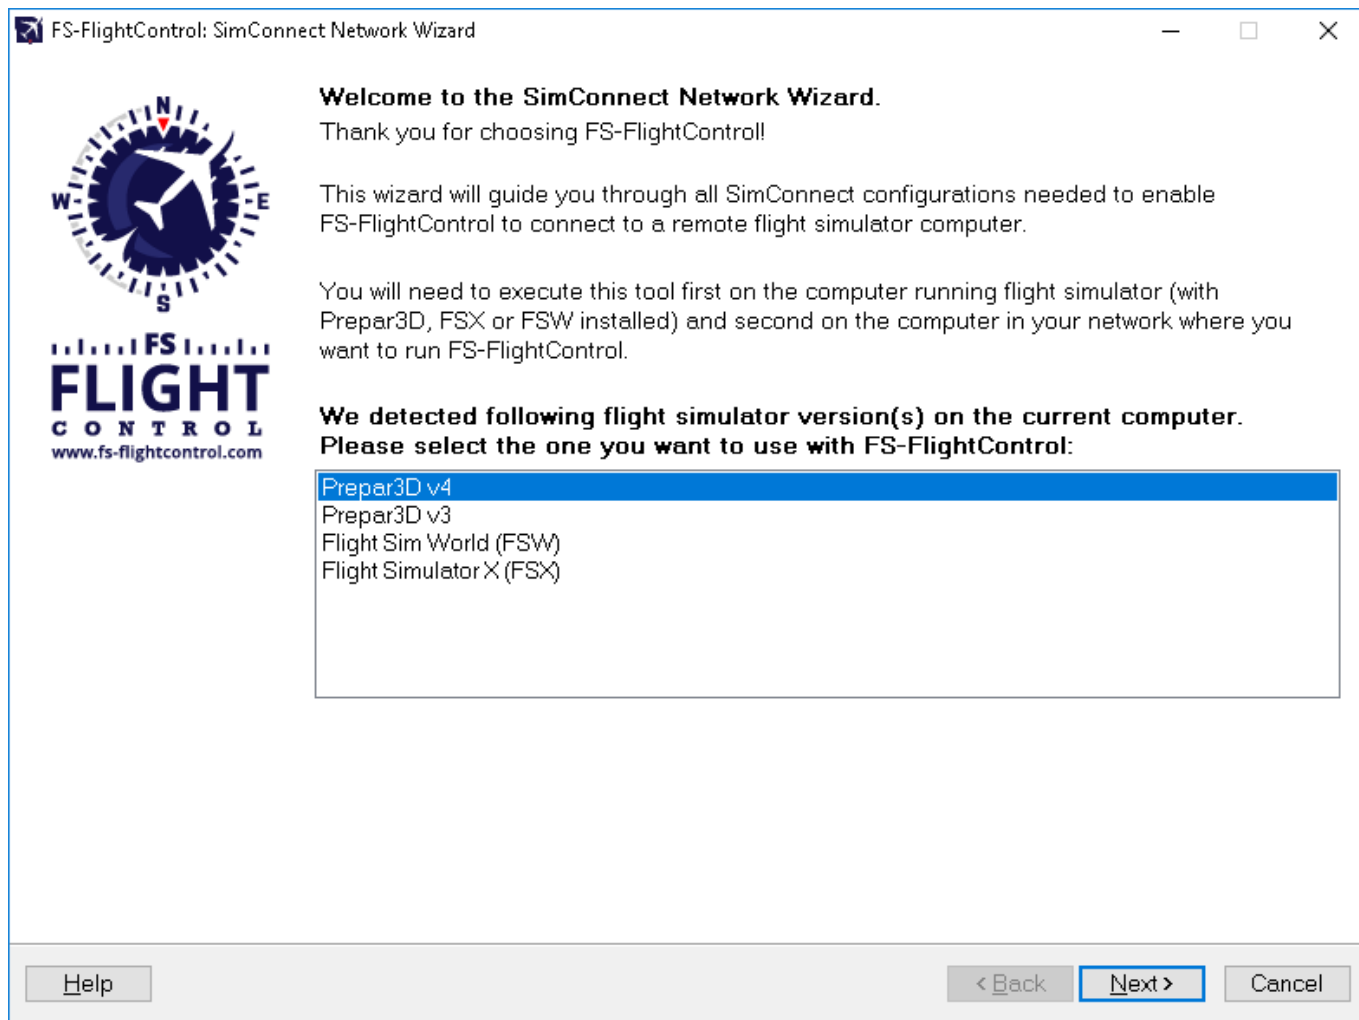 FS-FlightControl: SimConnect Network Wizard
N
W
E
S
FS
FLIGHT
CONTROL
www.fs-flightcontrol.com
Welcome to the SimConnect Network Wizard.
Thank you for choosing FS-FlightControl!
This wizard will guide you through all SimConnect configurations needed to enable
FS-FlightControl to connect to a remote flight simulator computer.
You will need to execute this tool first on the computer running flight simulator (with
Prepar3D, FSX or FSW installed) and second on the computer in your network where you
want to run FS-FlightControl.
We detected following flight simulator version(s) on the current computer.
Please select the one you want to use with FS-FlightControl:
Prepar3D v4
Prepar3D v3
Flight Sim World (FSW)
Flight Simulator X (FSX)
Help
< Back
Next >
Cancel